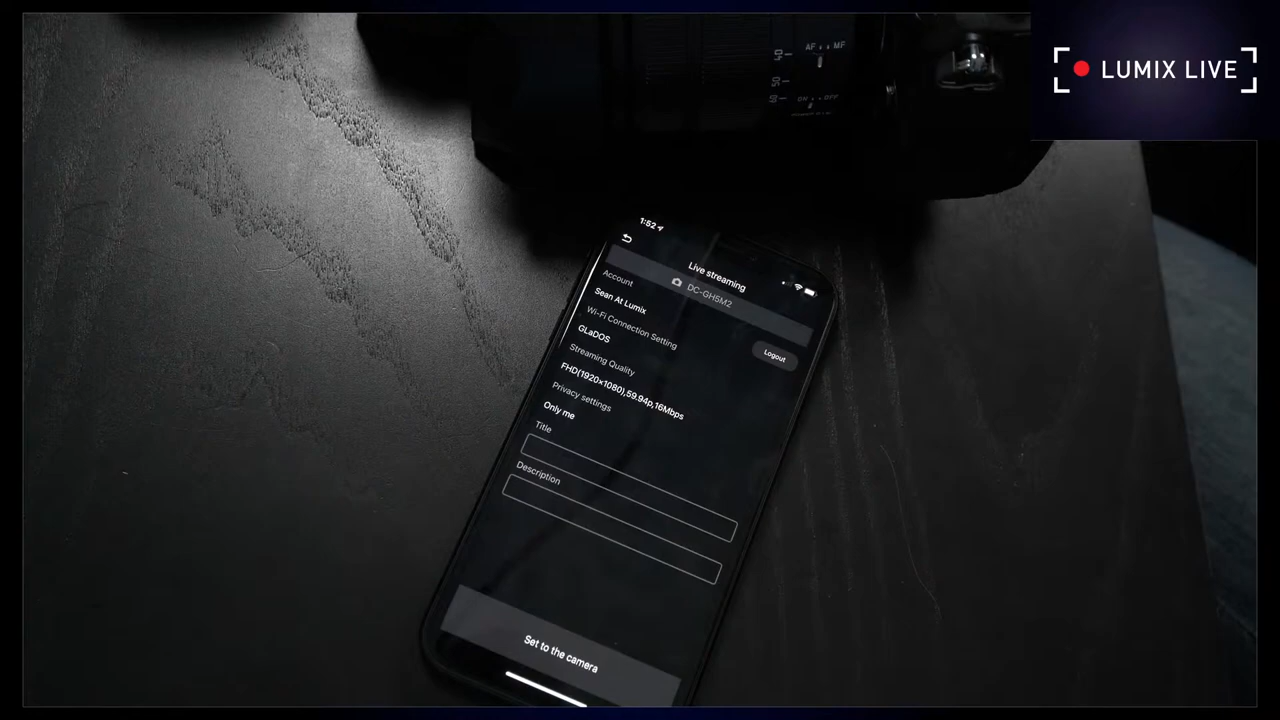 LUMIX LIVE
AF MF
40
50
ON OFF
1:52
Live streaming
DC-GH5M2
Account
Sean At Lumix
Logout
Wi-Fi Connection Setting
GLaDOS
Streaming Quality
FHD(1920×1080),59.94p,16Mbps
Privacy settings
Only me
Title
Description
Set to the camera